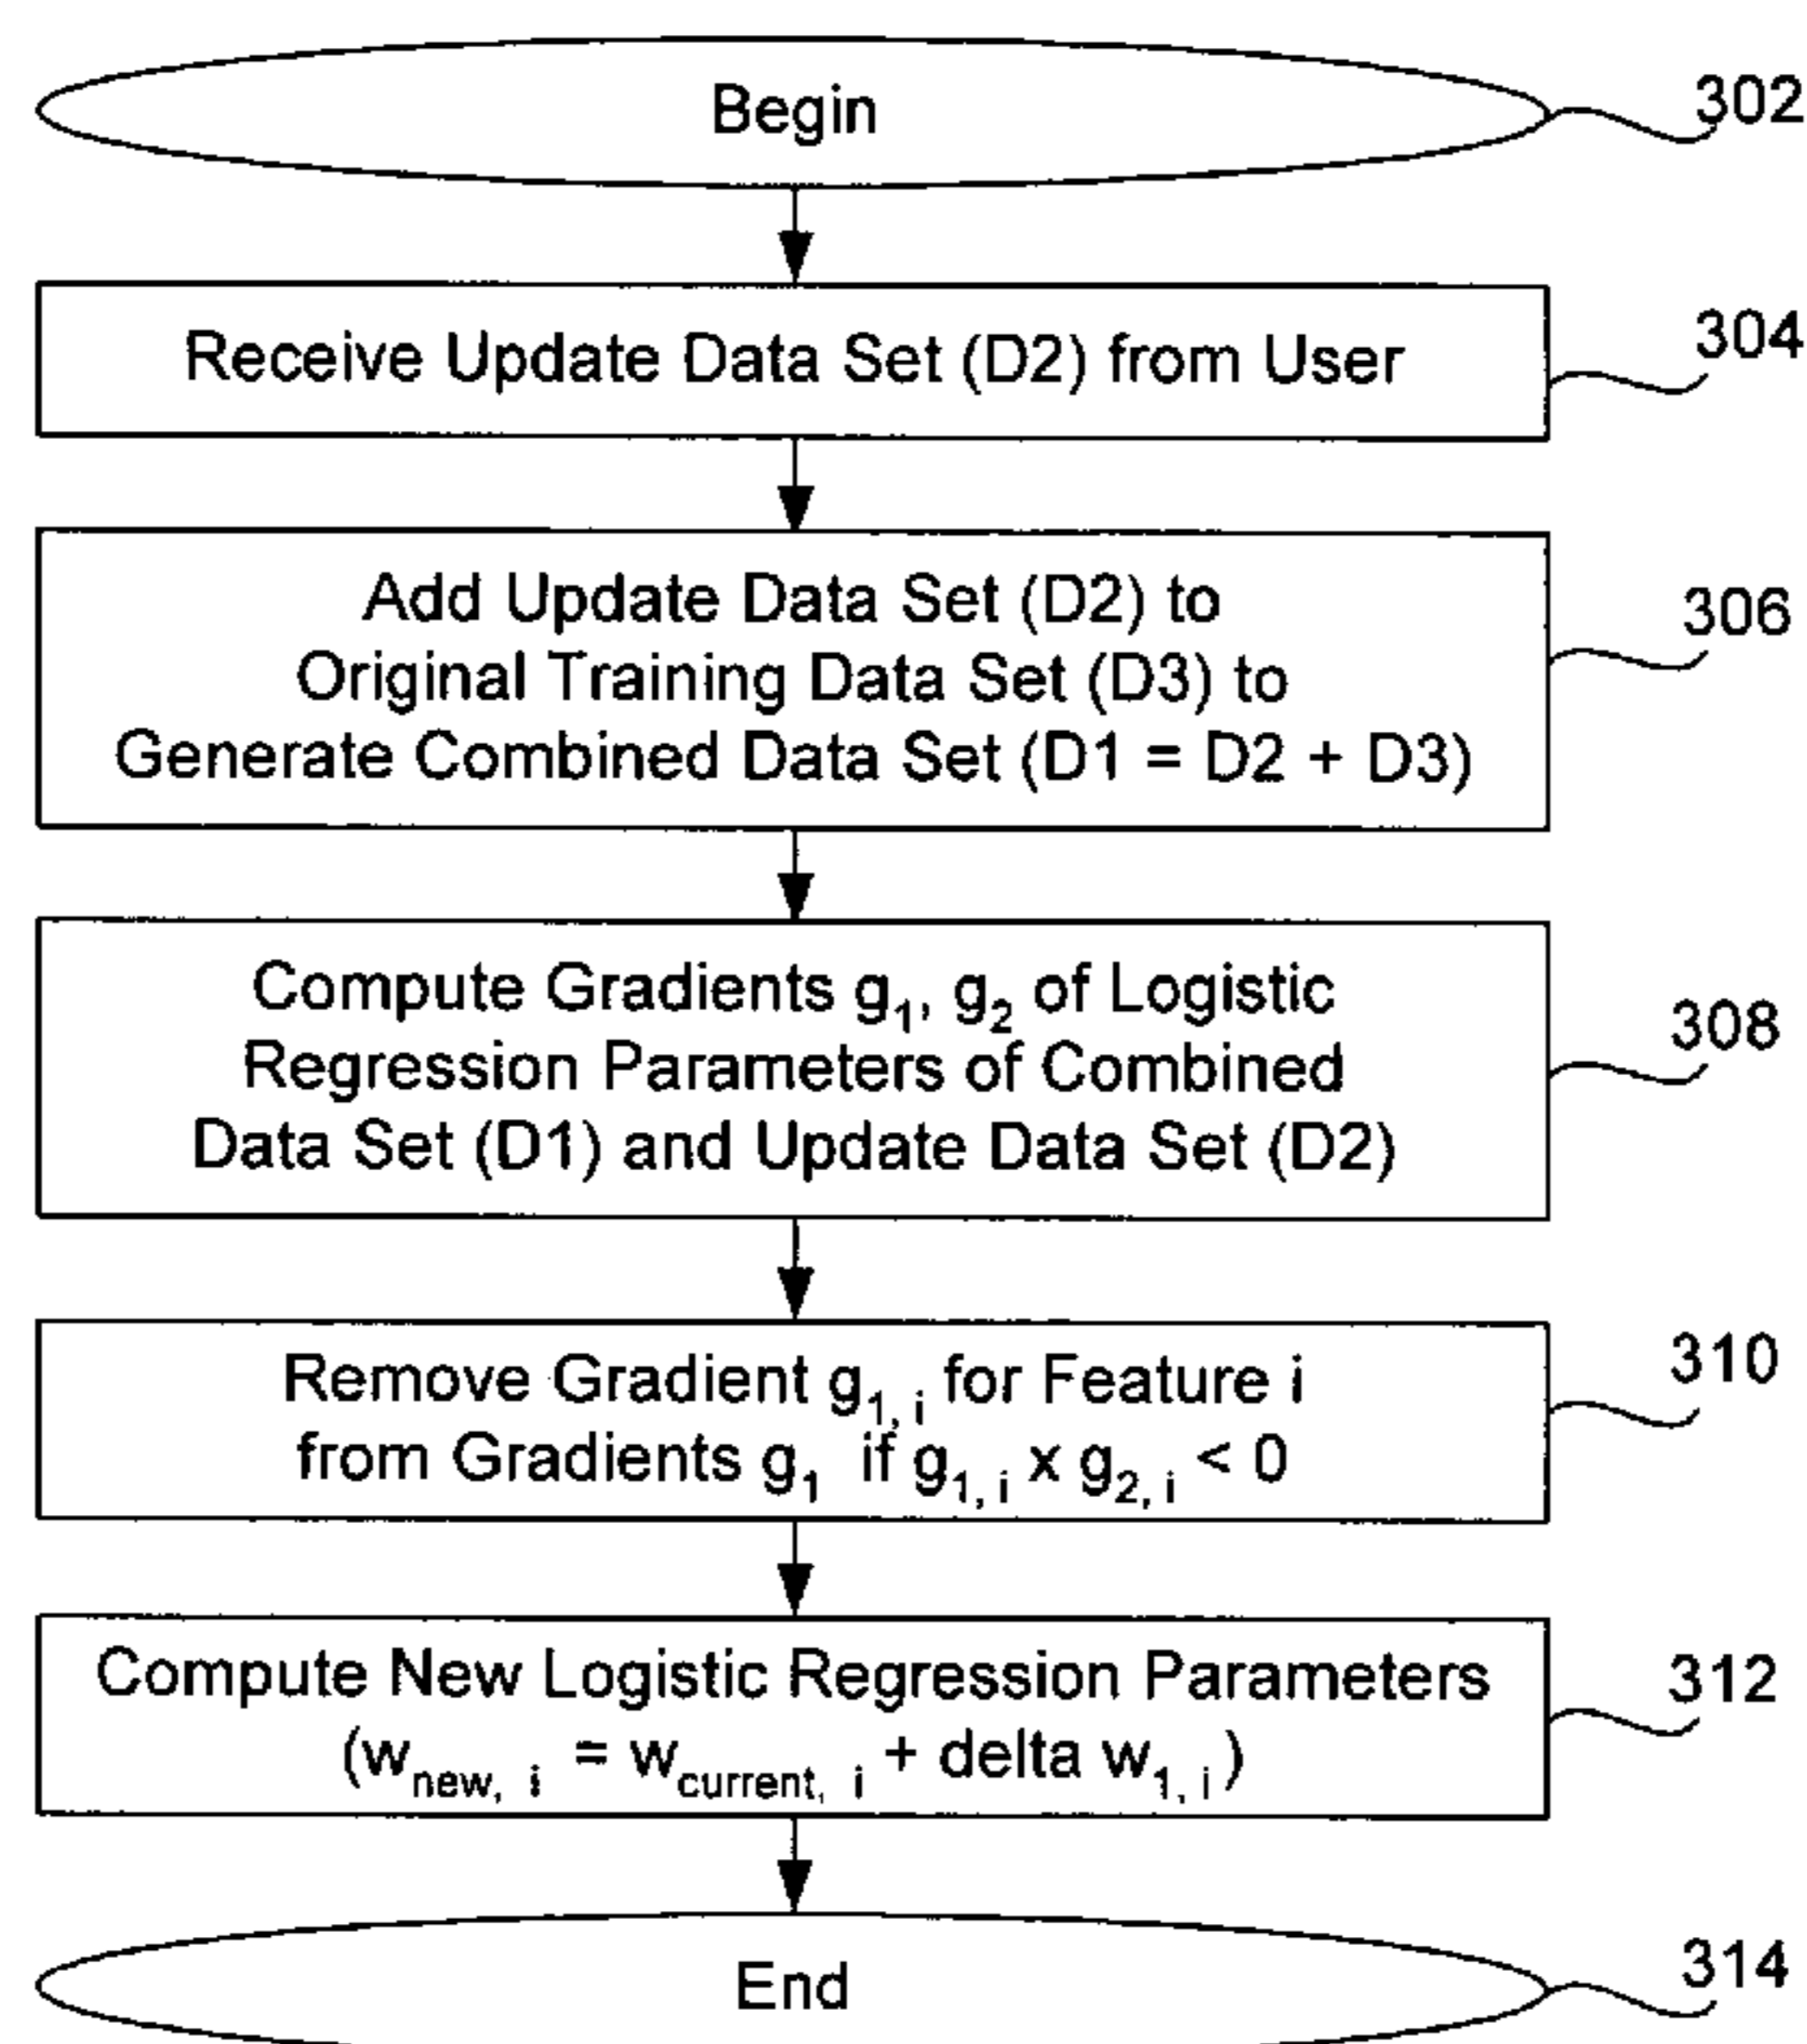 Begin
302
Receive Update Data Set (D2) from User
304
Add Update Data Set (D2) to
Original Training Data Set (D3) to
Generate Combined Data Set (D1 = D2 + D3)
306
Compute Gradients g₁, g₂ of Logistic
Regression Parameters of Combined
Data Set (D1) and Update Data Set (D2)
308
Remove Gradient g₁, ᵢ for Feature i
from Gradients g₁ if g₁, ᵢ x g₂, ᵢ < 0
310
Compute New Logistic Regression Parameters
(w_new, i = w_current, i + delta w₁, ᵢ)
312
End
314